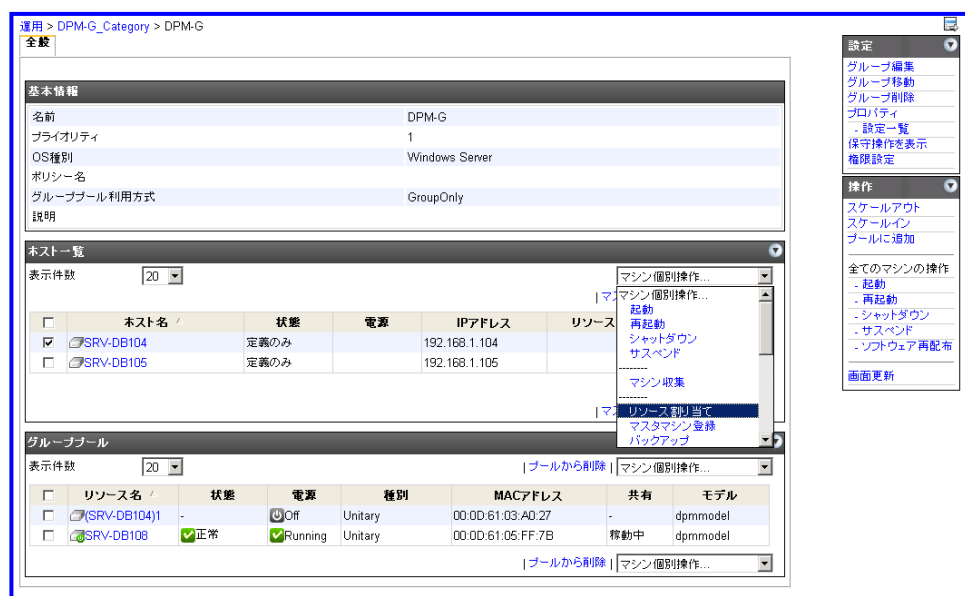 運用 > DPM-G_Category > DPM-G
全般
基本情報
名前 DPM-G
プライオリティ 1
OS種別 Windows Server
ポリシー名
グループプール利用方式 GroupOnly
説明
ホスト一覧
表示件数 20 マシン個別操作...
| マ
ホスト名 状態 電源 IPアドレス リソース
SRV-DB104 定義のみ 192.168.1.104
SRV-DB105 定義のみ 192.168.1.105
| マ
マシン個別操作...
起動
再起動
シャットダウン
サスペンド
--------
マシン収集
--------
リソース割り当て
マスタマシン登録
バックアップ
グループプール
表示件数 20 | プールから削除 | マシン個別操作...
リソース名 状態 電源 種別 MACアドレス 共有 モデル
(SRV-DB104)1 - Off Unitary 00:0D:61:03:A0:27 - dpmmodel
SRV-DB108 正常 Running Unitary 00:0D:61:05:FF:7B 稼動中 dpmmodel
| プールから削除 | マシン個別操作...
設定
グループ編集
グループ移動
グループ削除
プロパティ
- 設定一覧
保守操作を表示
権限設定
操作
スケールアウト
スケールイン
プールに追加
全てのマシンの操作
- 起動
- 再起動
- シャットダウン
- サスペンド
- ソフトウェア再配布
画面更新